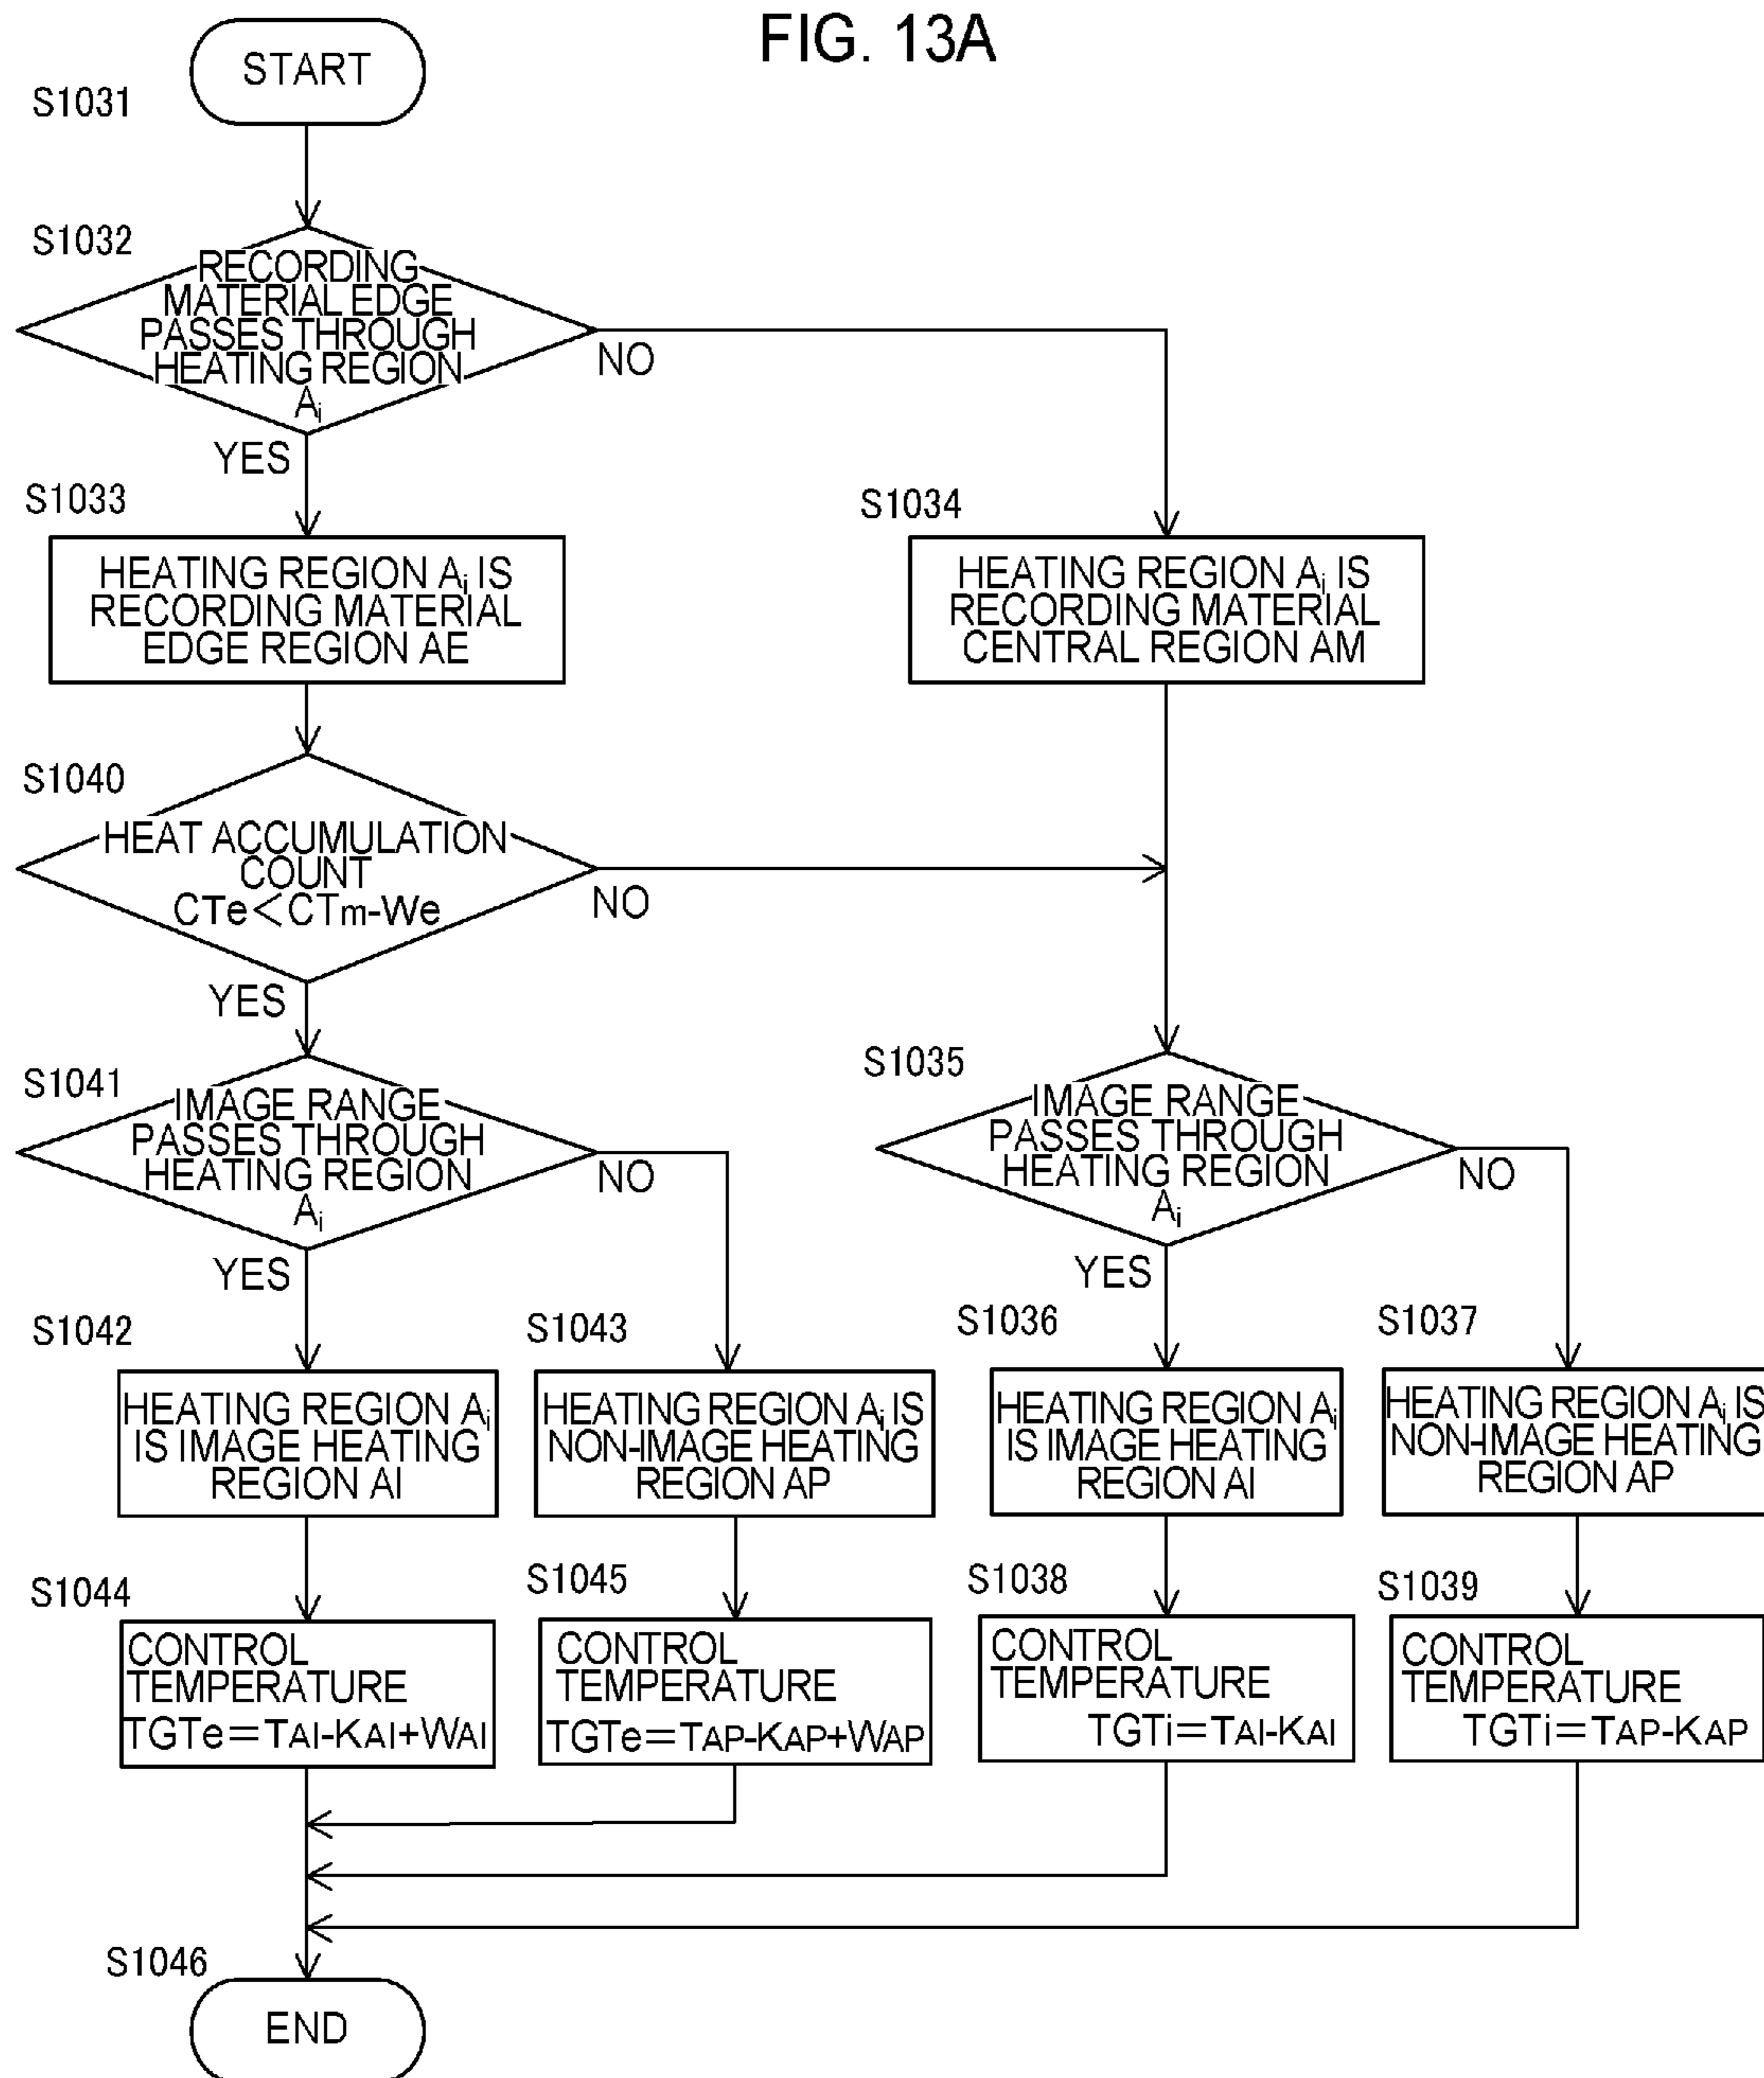 FIG. 13A
START
S1031
S1032
RECORDING
MATERIAL EDGE
PASSES THROUGH
HEATING REGION
Ai
NO
YES
S1033
HEATING REGION Ai IS
RECORDING MATERIAL
EDGE REGION AE
S1034
HEATING REGION Ai IS
RECORDING MATERIAL
CENTRAL REGION AM
S1040
HEAT ACCUMULATION
COUNT
CTe<CTm-We
NO
YES
S1041
IMAGE RANGE
PASSES THROUGH
HEATING REGION
Ai
NO
YES
S1035
IMAGE RANGE
PASSES THROUGH
HEATING REGION
Ai
NO
YES
S1042
HEATING REGION Ai
IS IMAGE HEATING
REGION AI
S1043
HEATING REGION Ai IS
NON-IMAGE HEATING
REGION AP
S1036
HEATING REGION Ai
IS IMAGE HEATING
REGION AI
S1037
HEATING REGION Ai IS
NON-IMAGE HEATING
REGION AP
S1044
CONTROL
TEMPERATURE
TGTe=TAI-KAI+WAI
S1045
CONTROL
TEMPERATURE
TGTe=TAP-KAP+WAP
S1038
CONTROL
TEMPERATURE
TGTi=TAI-KAI
S1039
CONTROL
TEMPERATURE
TGTi=TAP-KAP
S1046
END